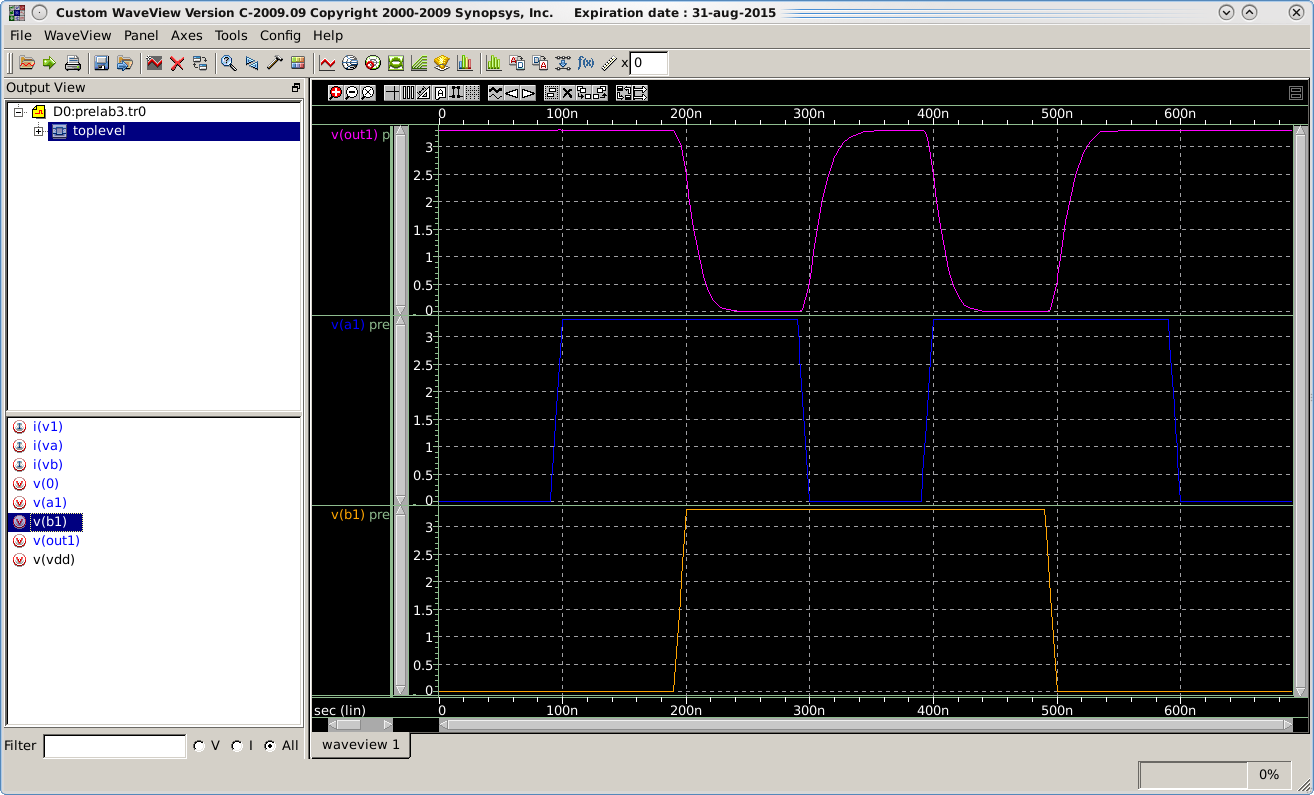 Custom WaveView Version C-2009.09 Copyright 2000-2009 Synopsys, Inc. Expiration date : 31-aug-2015
File WaveView Panel Axes Tools Config Help
x 0
Output View
D0:prelab3.tr0
toplevel
i(v1)
i(va)
i(vb)
v(0)
v(a1)
v(b1)
v(out1)
v(vdd)
Filter V I All
0 100n 200n 300n 400n 500n 600n
v(out1) p
3
2.5
2
1.5
1
0.5
0
v(a1) pre
3
2.5
2
1.5
1
0.5
0
v(b1) pre
3
2.5
2
1.5
1
0.5
0
sec (lin) 0 100n 200n 300n 400n 500n 600n
waveview 1
0%